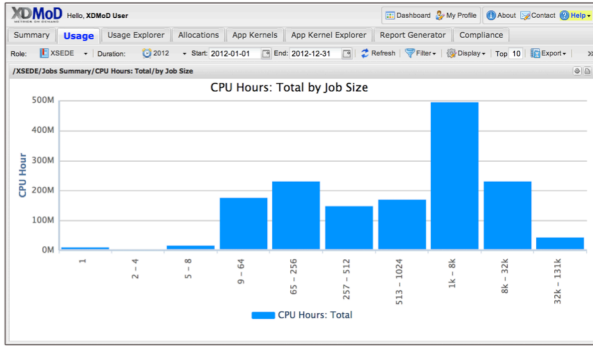 XDMoD Hello, XDMoD User Dashboard My Profile About Contact Help
Summary Usage Usage Explorer Allocations App Kernels App Kernel Explorer Report Generator Compliance
Role: XSEDE Duration: 2012 Start: 2012-01-01 End: 2012-12-31 Refresh Filter Display Top 10 Export
/XSEDE/Jobs Summary/CPU Hours: Total/by Job Size
CPU Hours: Total by Job Size
500M
400M
300M
200M
100M
0M
CPU Hour
1
2 - 4
5 - 8
9 - 64
65 - 256
257 - 512
513 - 1024
1k - 8k
8k - 32k
32k - 131k
CPU Hours: Total